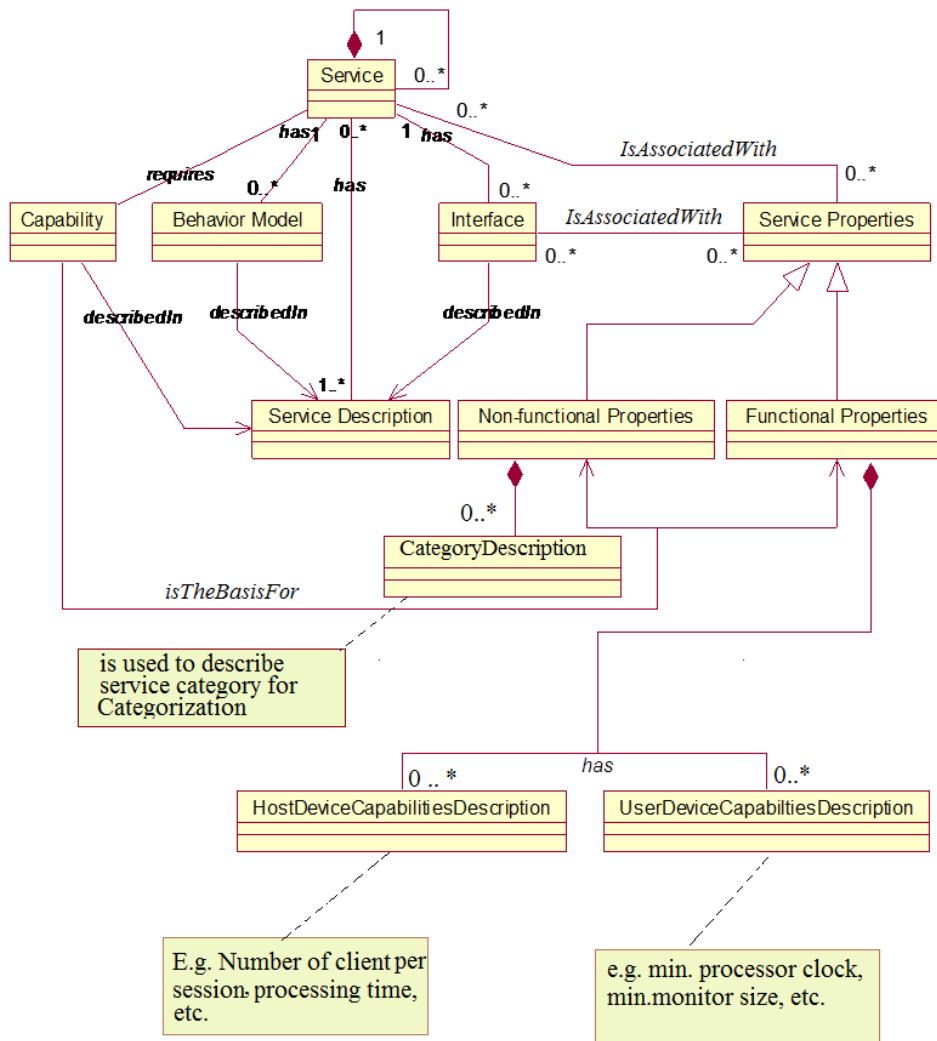 1
Service
0..*
0..*
has
1
0..*
1
has
IsAssociatedWith
requires
has
0..*
0..*
0..*
Capability
Behavior Model
Interface
IsAssociatedWith
Service Properties
0..*
0..*
describedIn
describedIn
describedIn
1..*
Service Description
Non-functional Properties
Functional Properties
0..*
CategoryDescription
isTheBasisFor
is used to describe
service category for
Categorization
has
0 .. *
0..*
HostDeviceCapabilitiesDescription
UserDeviceCapabiltiesDescription
E.g. Number of client per
session, processing time,
etc.
e.g. min. processor clock,
min.monitor size, etc.